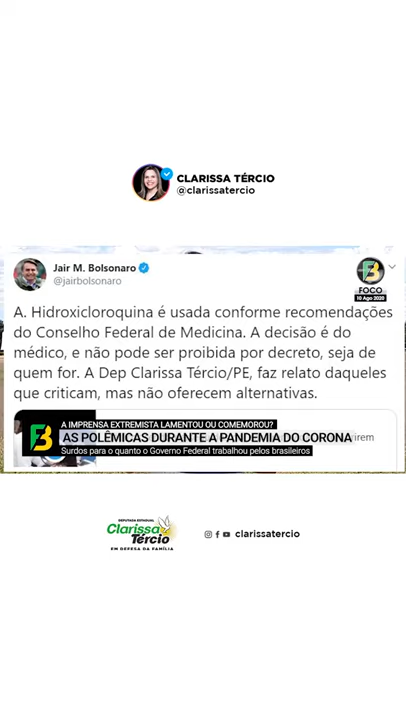 CLARISSA TÉRCIO
@clarissatercio
Jair M. Bolsonaro
@jairbolsonaro
FOCO
10 Ago 2020
A. Hidroxicloroquina é usada conforme recomendações
do Conselho Federal de Medicina. A decisão é do
médico, e não pode ser proibida por decreto, seja de
quem for. A Dep Clarissa Tércio/PE, faz relato daqueles
que criticam, mas não oferecem alternativas.
A IMPRENSA EXTREMISTA LAMENTOU OU COMEMOROU?
AS POLÊMICAS DURANTE A PANDEMIA DO CORONA
Surdos para o quanto o Governo Federal trabalhou pelos brasileiros
DEPUTADA ESTADUAL
Clarissa
Tércio
EM DEFESA DA FAMÍLIA
clarissatercio